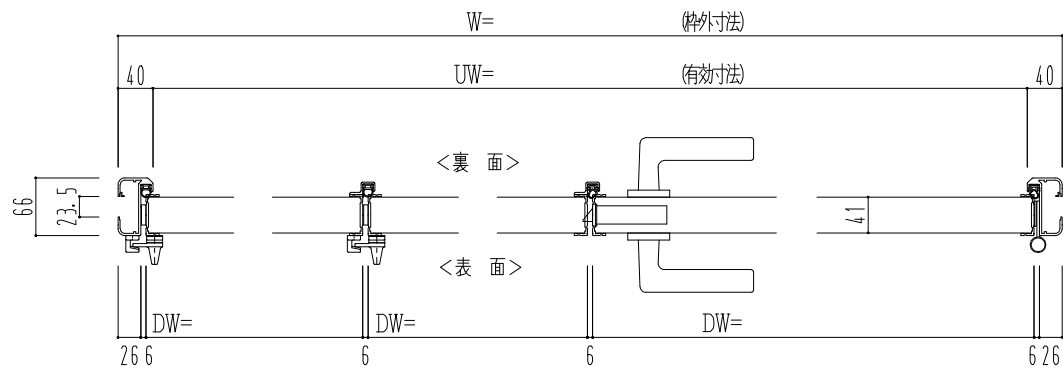 W= (枠外寸法)
40 UW= (有効寸法) 40
<裏 面>
66 23.5 41
<表 面>
DW= DW= DW=
26 6 6 6 6 26